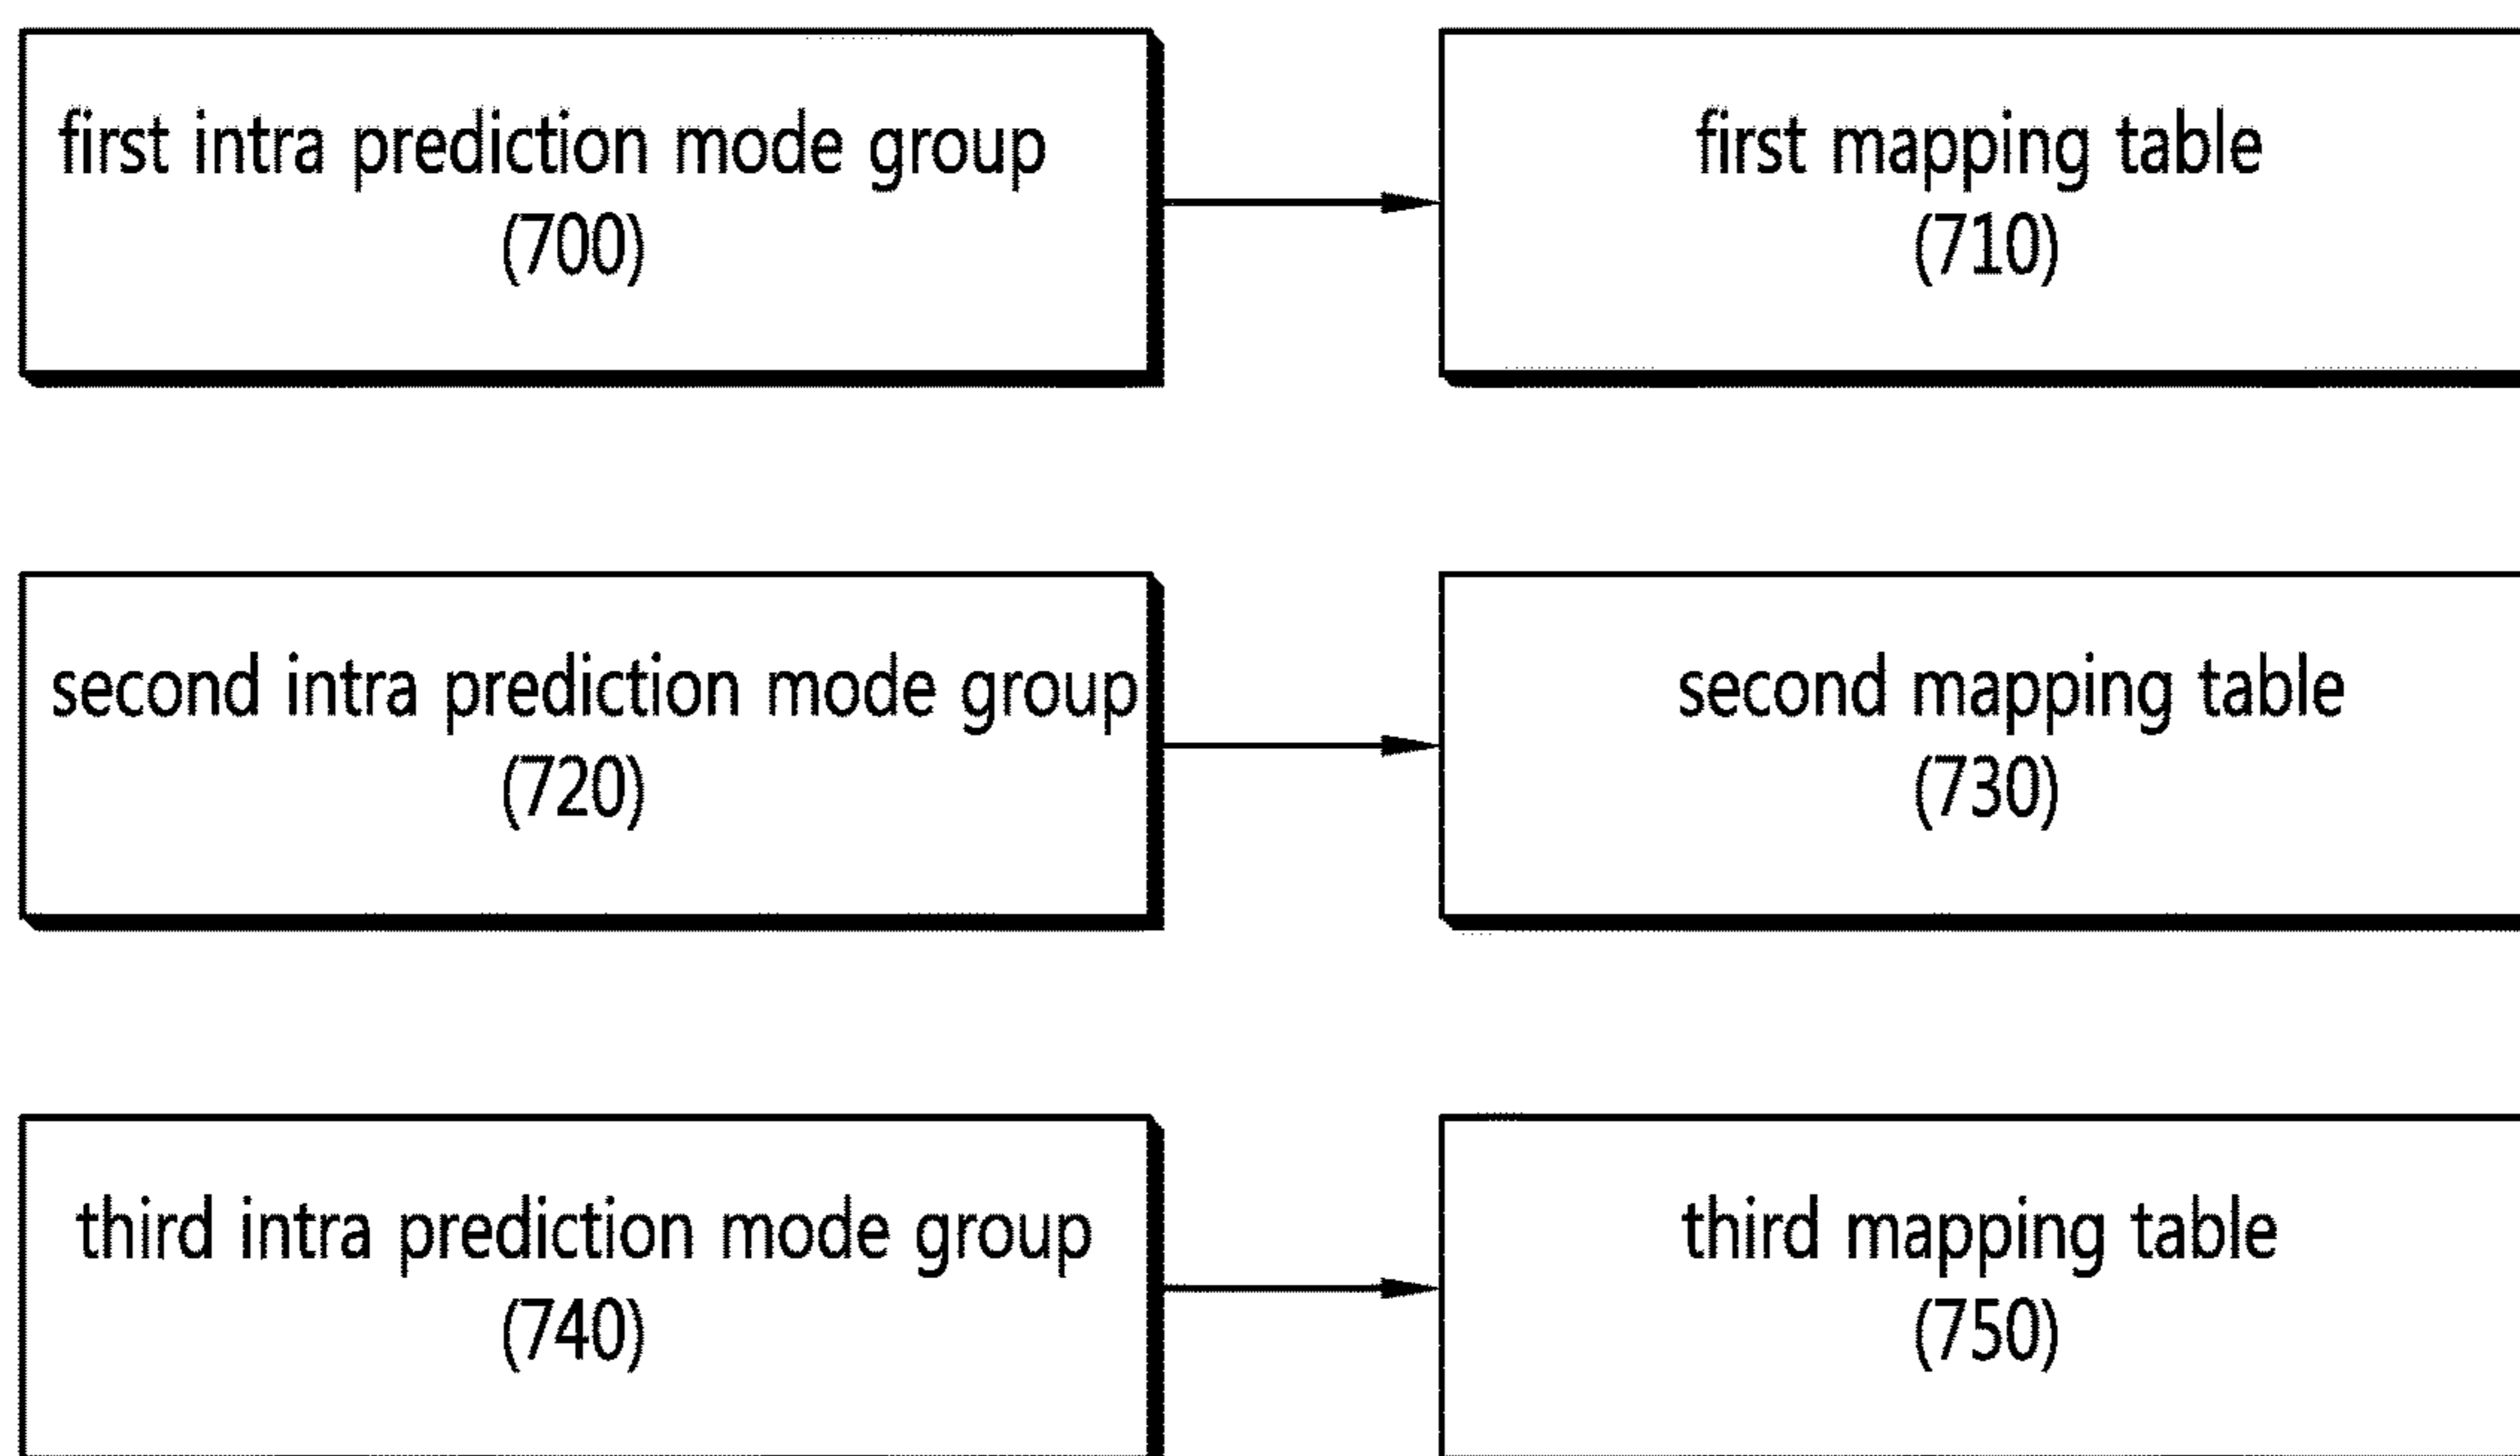 first intra prediction mode group
(700)
first mapping table
(710)
second intra prediction mode group
(720)
second mapping table
(730)
third intra prediction mode group
(740)
third mapping table
(750)